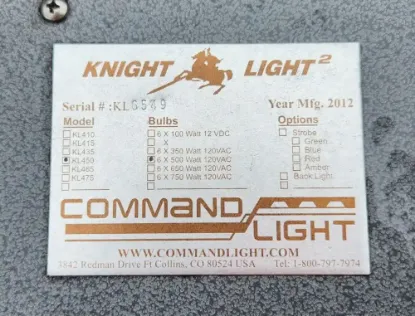 KNIGHT LIGHT²
Serial # :KL6549
Year Mfg. 2012
Model
KL410
KL415
KL435
KL450
KL465
KL475
Bulbs
6 X 100 Watt 12 VDC
X
6 X 350 Watt 120VAC
6 X 500 Watt 120VAC
6 X 650 Watt 120VAC
6 X 750 Watt 120VAC
Options
Strobe
Green
Blue
Red
Amber
Back Light
COMMAND LIGHT
WWW.COMMANDLIGHT.COM
3842 Redman Drive Ft Collins, CO 80524 USA
Tel: 1-800-797-7974